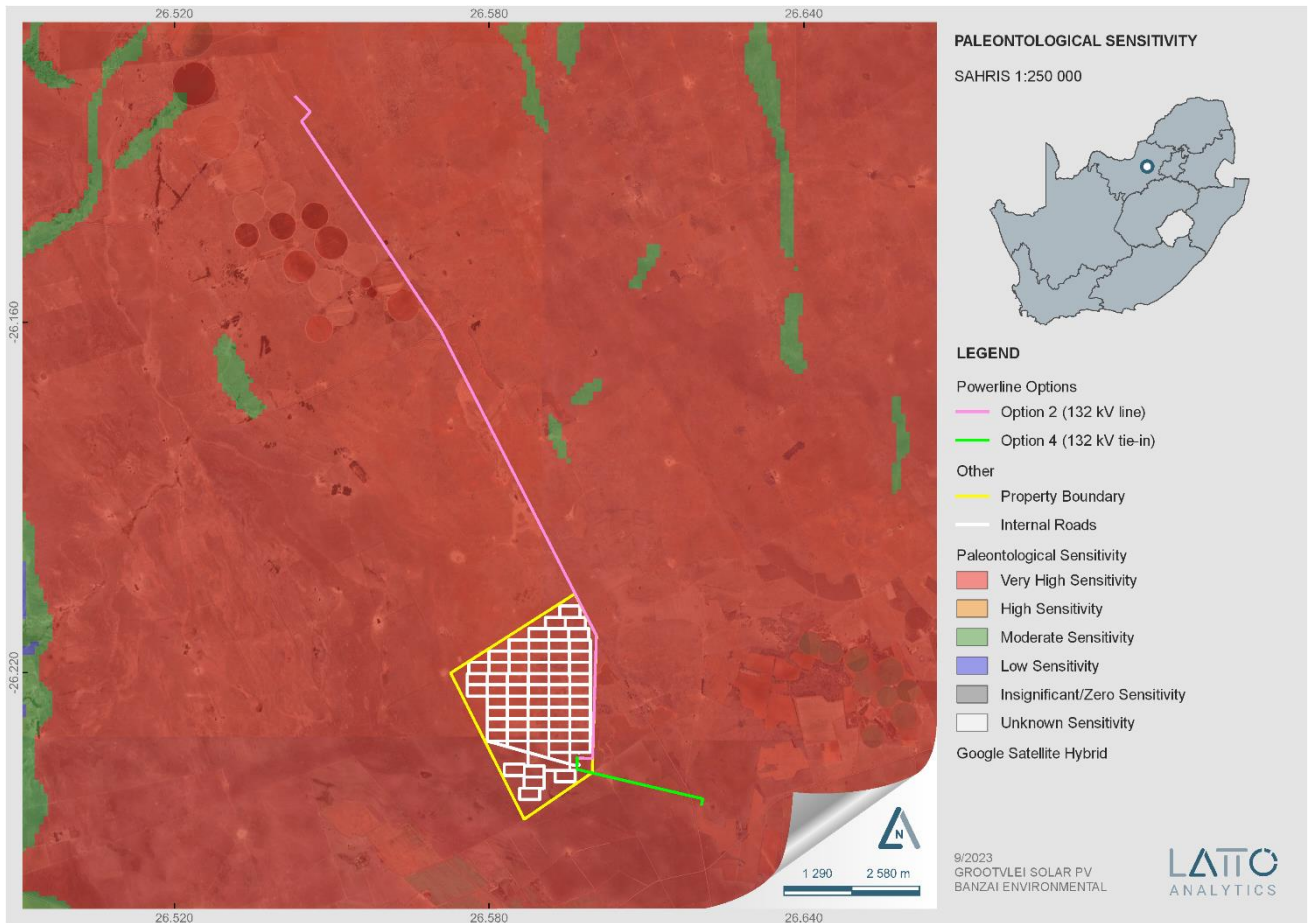 26.520
26.580
26.640
-26.160
-26.220
26.520
26.580
26.640
N
1 290
2 580 m
PALEONTOLOGICAL SENSITIVITY
SAHRIS 1:250 000
LEGEND
Powerline Options
Option 2 (132 kV line)
Option 4 (132 kV tie-in)
Other
Property Boundary
Internal Roads
Paleontological Sensitivity
Very High Sensitivity
High Sensitivity
Moderate Sensitivity
Low Sensitivity
Insignificant/Zero Sensitivity
Unknown Sensitivity
Google Satellite Hybrid
9/2023
GROOTVLEI SOLAR PV
BANZAI ENVIRONMENTAL
LATTO
ANALYTICS